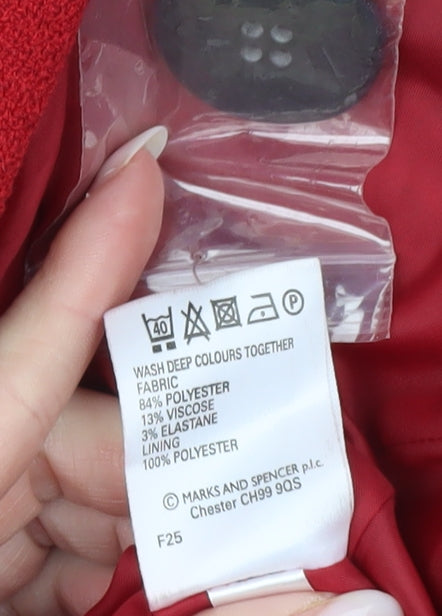 40 P
WASH DEEP COLOURS TOGETHER
FABRIC
84% POLYESTER
13% VISCOSE
3% ELASTANE
LINING
100% POLYESTER
© MARKS AND SPENCER p.l.c.
Chester CH99 9QS
F25